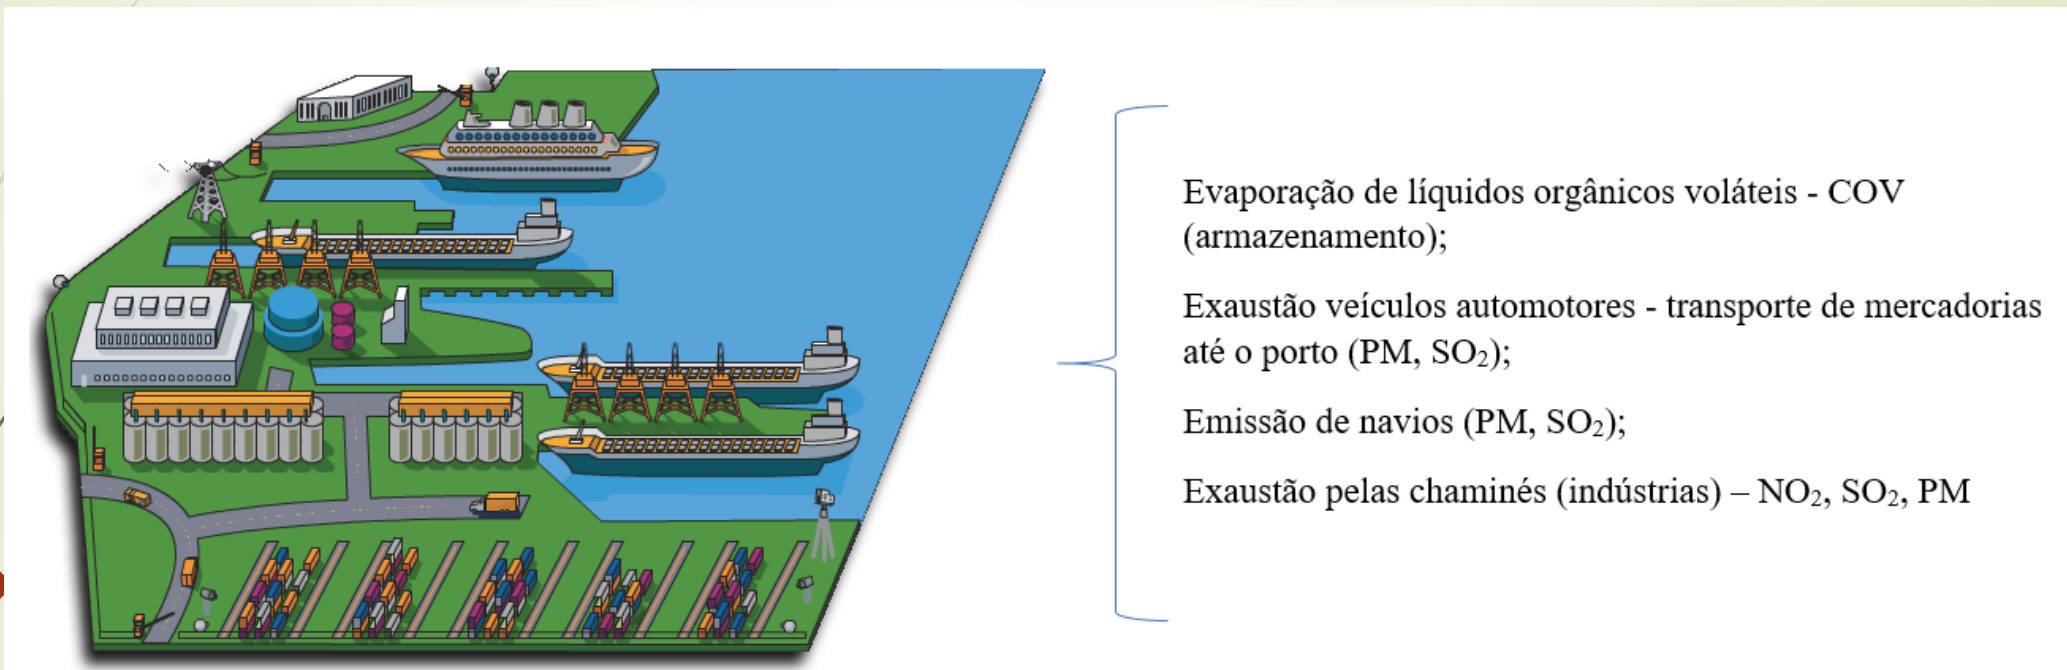 Evaporação de líquidos orgânicos voláteis - COV
(armazenamento);
Exaustão veículos automotores - transporte de mercadorias
até o porto (PM, SO₂);
Emissão de navios (PM, SO₂);
Exaustão pelas chaminés (indústrias) – NO₂, SO₂, PM